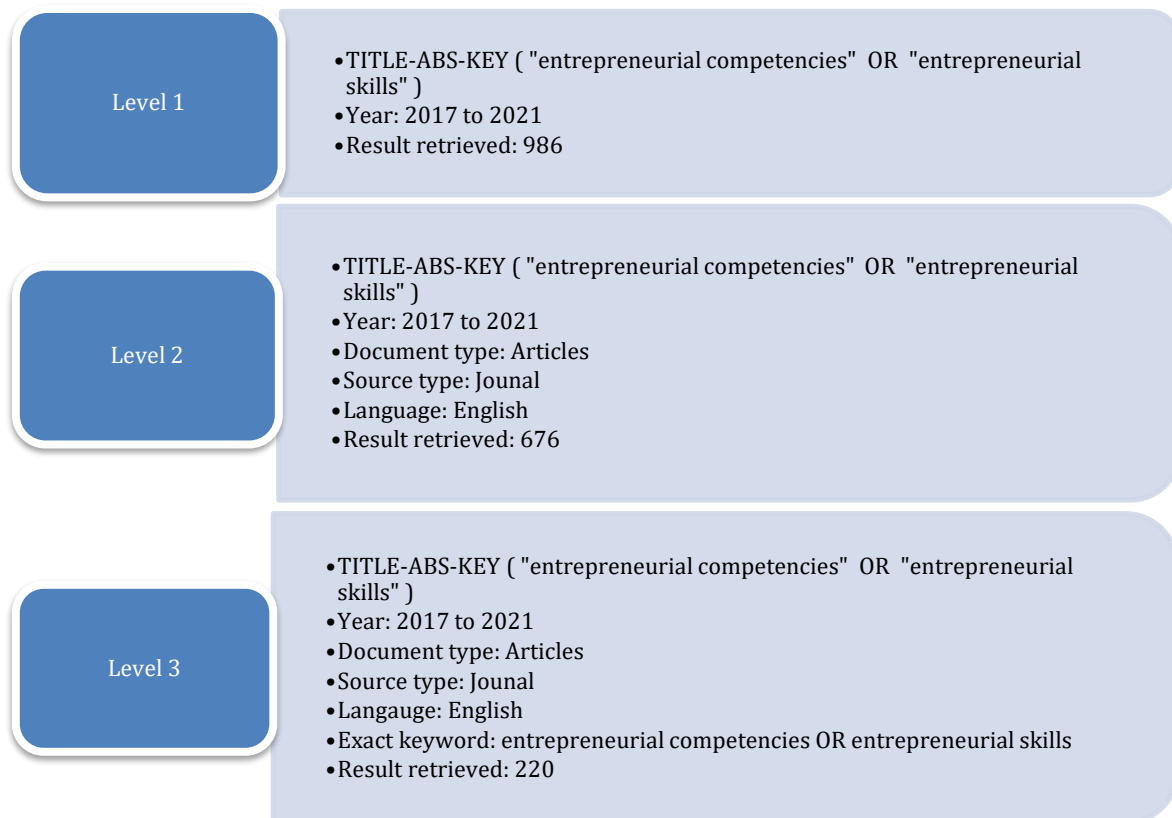 Level 1
•TITLE-ABS-KEY ( "entrepreneurial competencies"  OR  "entrepreneurial
skills" )
•Year: 2017 to 2021
•Result retrieved: 986
Level 2
•TITLE-ABS-KEY ( "entrepreneurial competencies"  OR  "entrepreneurial
skills" )
•Year: 2017 to 2021
•Document type: Articles
•Source type: Jounal
•Language: English
•Result retrieved: 676
Level 3
•TITLE-ABS-KEY ( "entrepreneurial competencies"  OR  "entrepreneurial
skills" )
•Year: 2017 to 2021
•Document type: Articles
•Source type: Jounal
•Langauge: English
•Exact keyword: entrepreneurial competencies OR entrepreneurial skills
•Result retrieved: 220